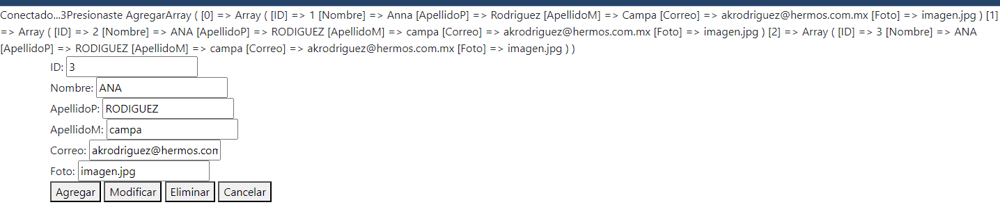 Conectado...3Presionaste AgregarArray ( [0] => Array ( [ID] => 1 [Nombre] => Anna [ApellidoP] => Rodriguez [ApellidoM] => Campa [Correo] => akrodriguez@hermos.com.mx [Foto] => imagen.jpg ) [1]
=> Array ( [ID] => 2 [Nombre] => ANA [ApellidoP] => RODIGUEZ [ApellidoM] => campa [Correo] => akrodriguez@hermos.com.mx [Foto] => imagen.jpg ) [2] => Array ( [ID] => 3 [Nombre] => ANA
[ApellidoP] => RODIGUEZ [ApellidoM] => campa [Correo] => akrodriguez@hermos.com.mx [Foto] => imagen.jpg ) )
ID: 3
Nombre: ANA
ApellidoP: RODIGUEZ
ApellidoM: campa
Correo: akrodriguez@hermos.com
Foto: imagen.jpg
Agregar Modificar Eliminar Cancelar